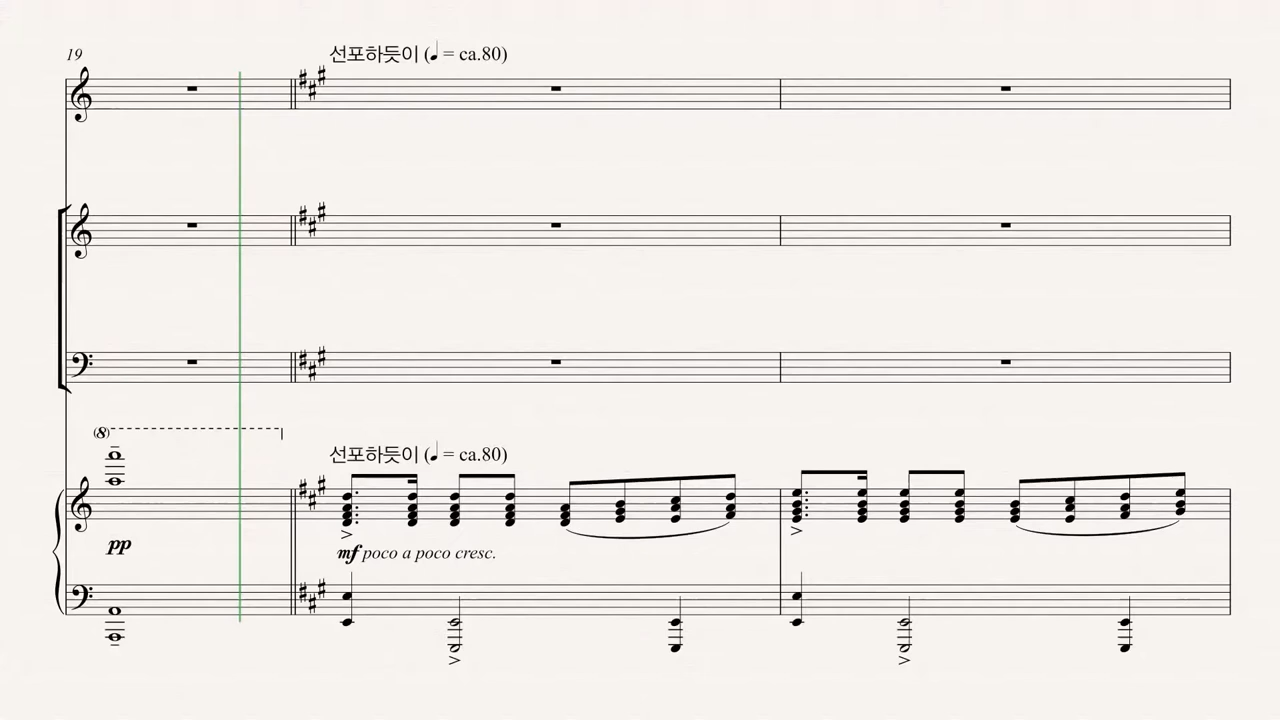 19
선포하듯이 (♩ = ca.80)
(8)
선포하듯이 (♩ = ca.80)
pp
mf poco a poco cresc.